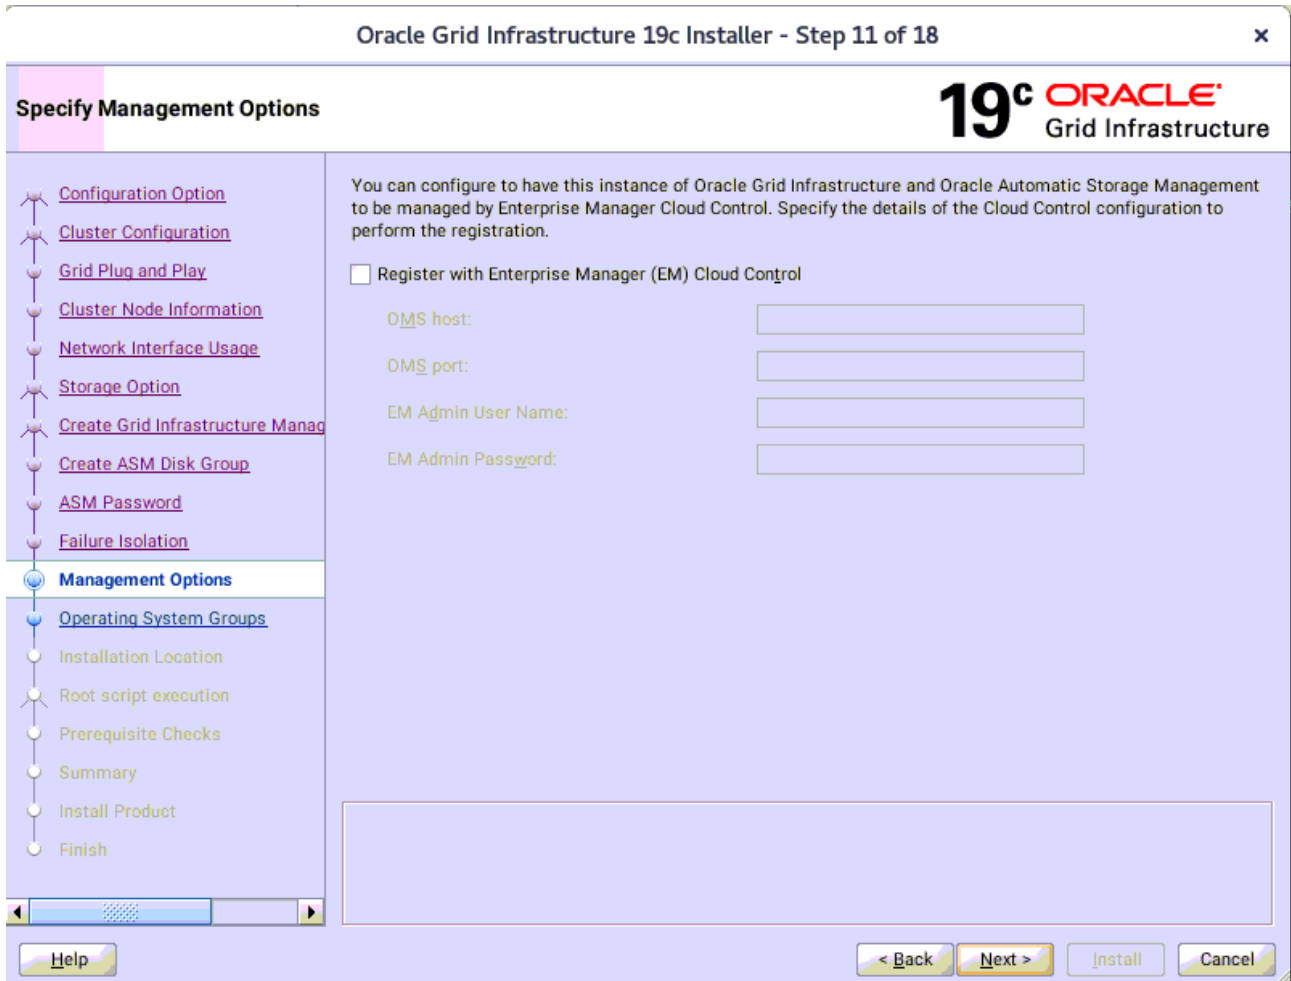 Oracle Grid Infrastructure 19c Installer - Step 11 of 18
Specify Management Options
19c ORACLE
Grid Infrastructure
Configuration Option
Cluster Configuration
Grid Plug and Play
Cluster Node Information
Network Interface Usage
Storage Option
Create Grid Infrastructure Manag
Create ASM Disk Group
ASM Password
Failure Isolation
Management Options
Operating System Groups
Installation Location
Root script execution
Prerequisite Checks
Summary
Install Product
Finish
You can configure to have this instance of Oracle Grid Infrastructure and Oracle Automatic Storage Management
to be managed by Enterprise Manager Cloud Control. Specify the details of the Cloud Control configuration to
perform the registration.
Register with Enterprise Manager (EM) Cloud Control
OMS host:
OMS port:
EM Admin User Name:
EM Admin Password:
Help
< Back
Next >
Install
Cancel